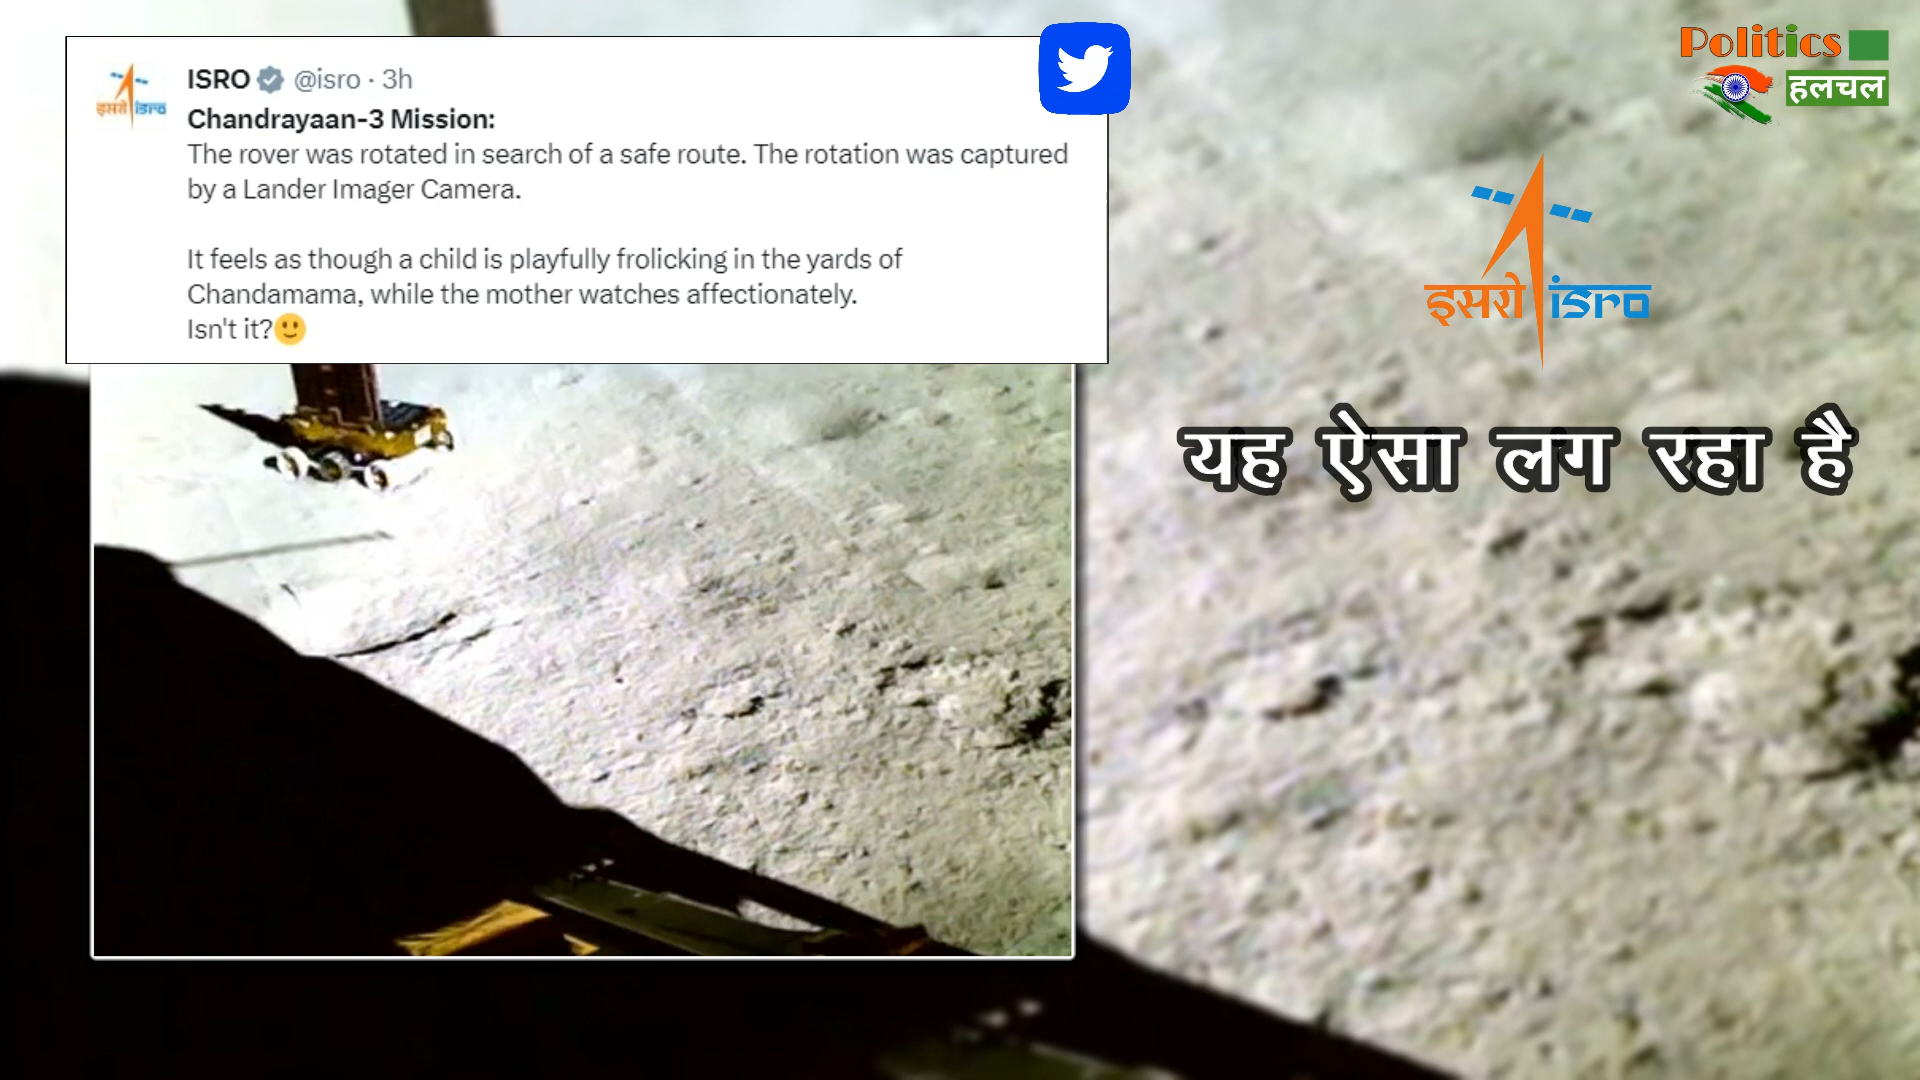 ISRO @isro · 3h
Chandrayaan-3 Mission:
The rover was rotated in search of a safe route. The rotation was captured
by a Lander Imager Camera.
It feels as though a child is playfully frolicking in the yards of
Chandamama, while the mother watches affectionately.
Isn't it?🙂
इसरो isro
Politics
हलचल
इसरो isro
यह ऐसा लग रहा है